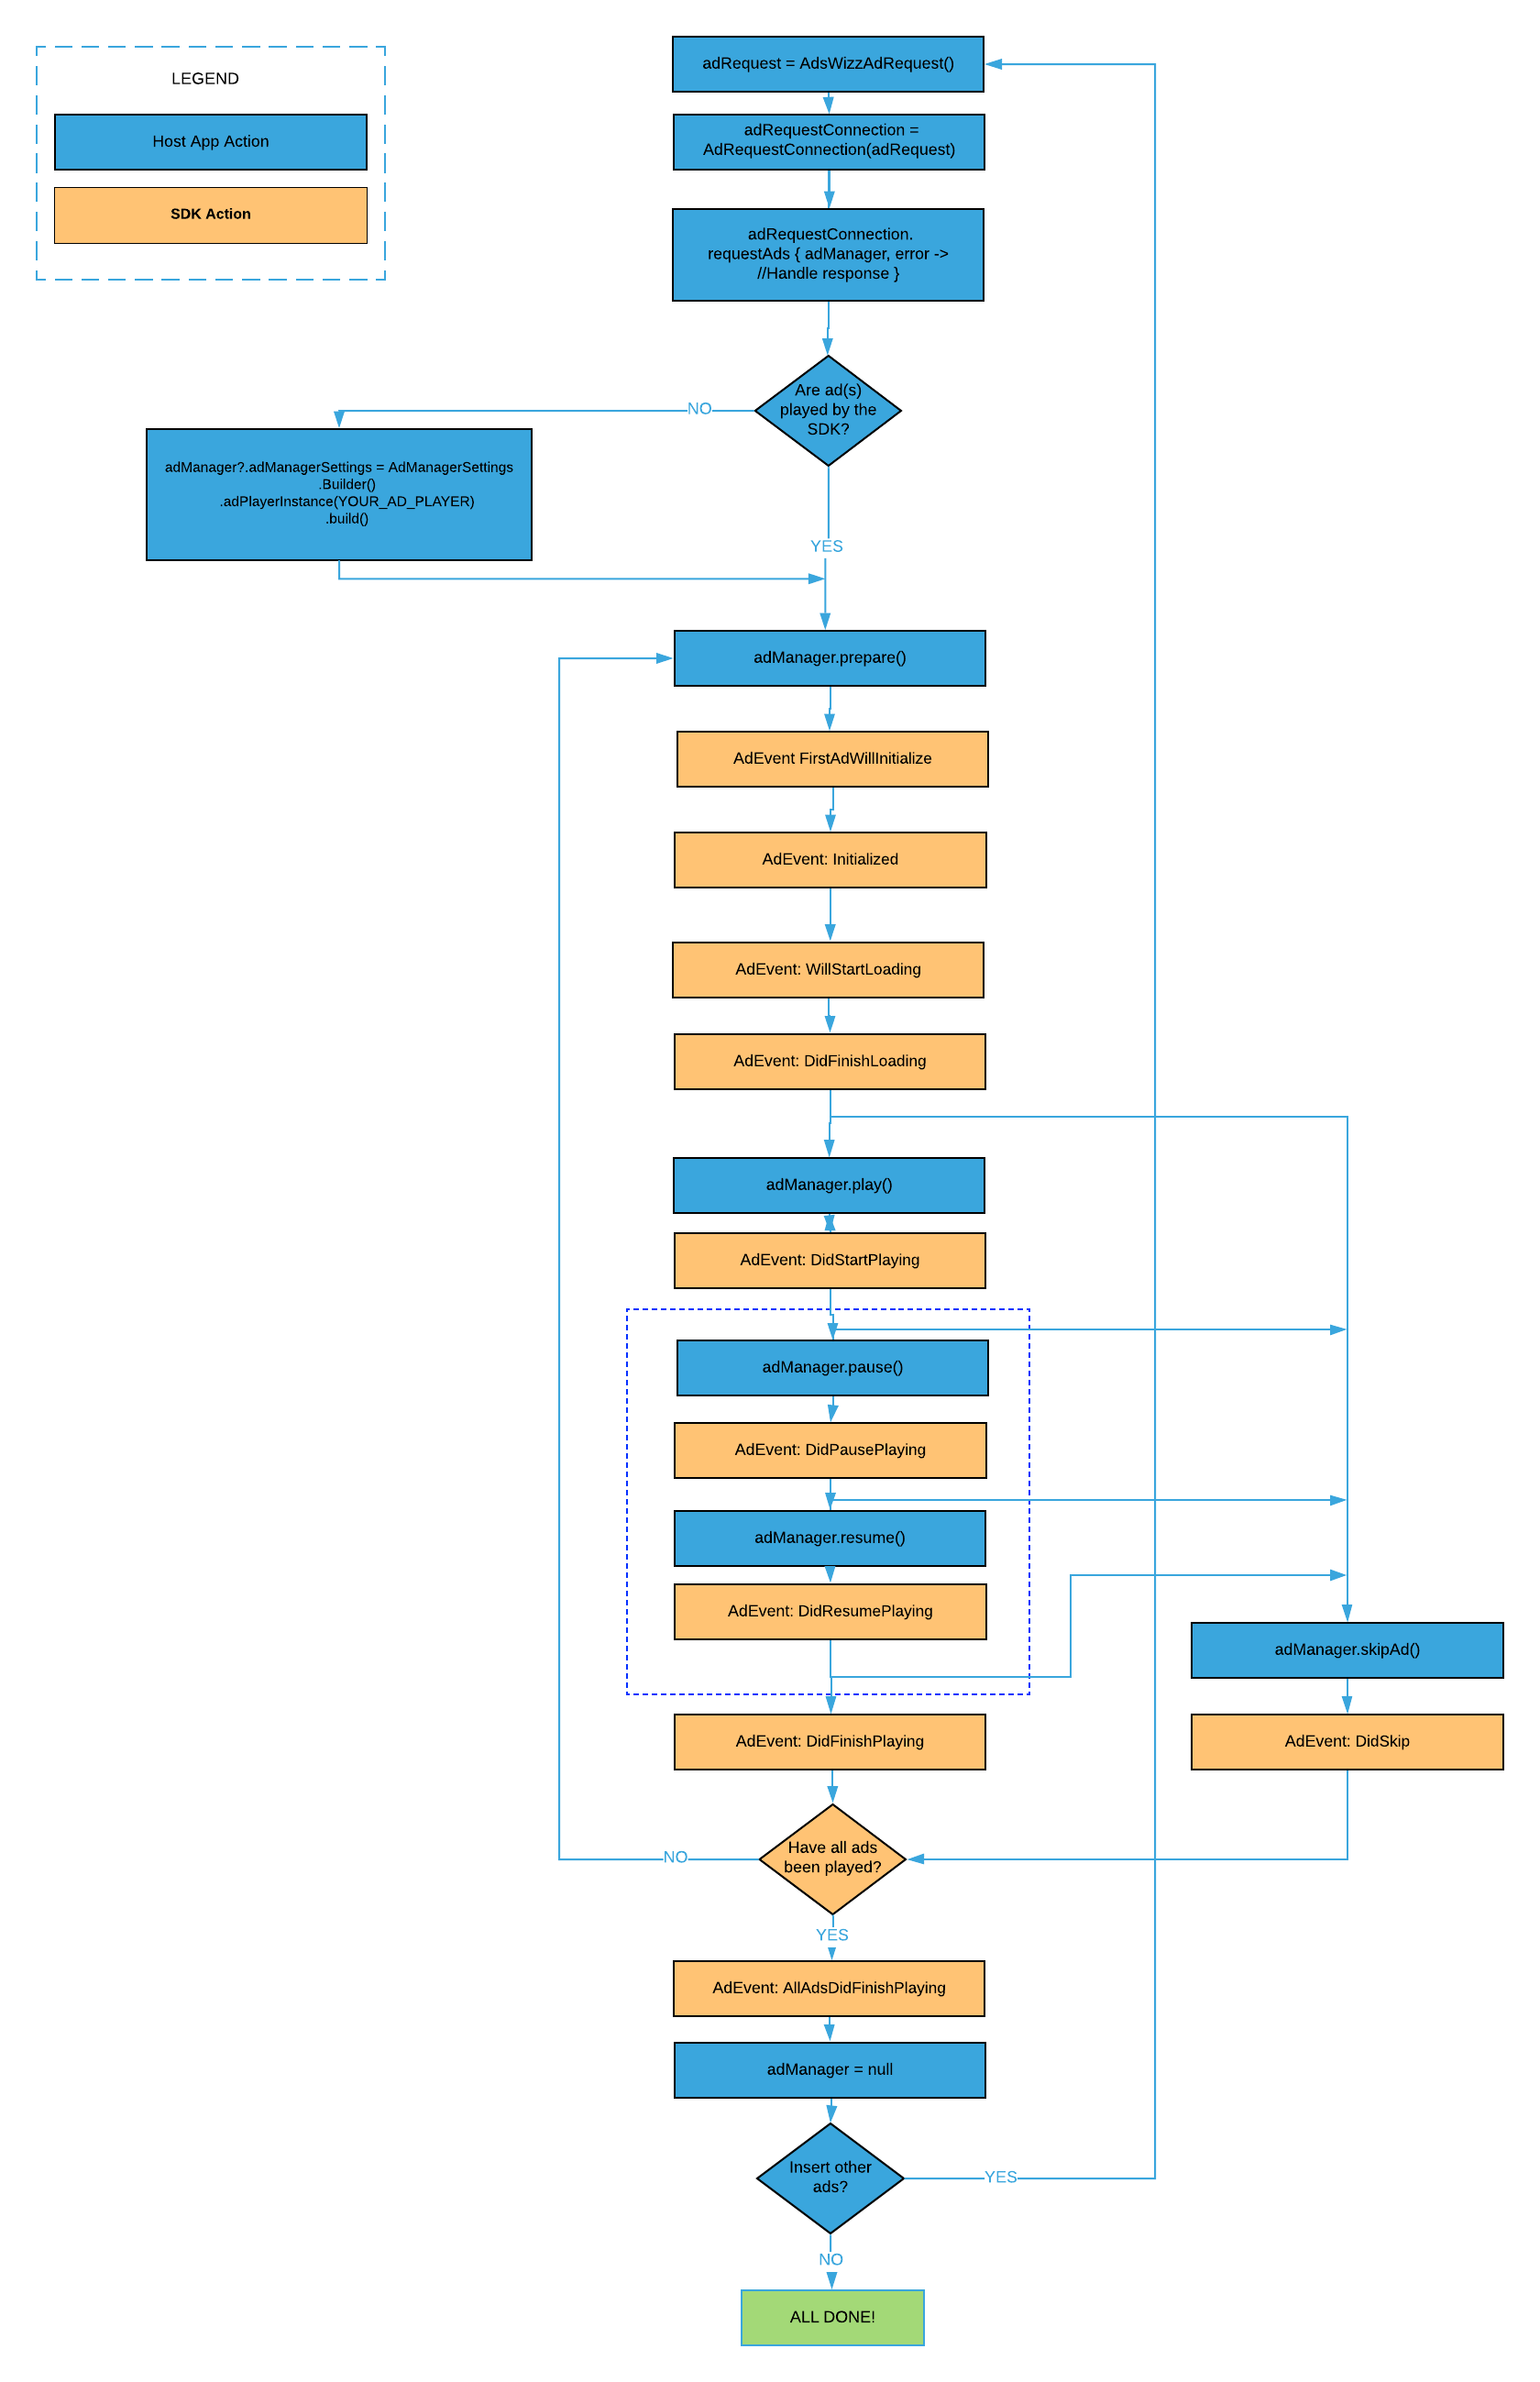 LEGEND
Host App Action
SDK Action
adRequest = AdsWizzAdRequest()
adRequestConnection =
AdRequestConnection(adRequest)
adRequestConnection.
requestAds { adManager, error ->
//Handle response }
Are ad(s)
played by the
SDK?
NO
adManager?.adManagerSettings = AdManagerSettings
.Builder()
.adPlayerInstance(YOUR_AD_PLAYER)
.build()
YES
adManager.prepare()
AdEvent FirstAdWillInitialize
AdEvent: Initialized
AdEvent: WillStartLoading
AdEvent: DidFinishLoading
adManager.play()
AdEvent: DidStartPlaying
adManager.pause()
AdEvent: DidPausePlaying
adManager.resume()
AdEvent: DidResumePlaying
adManager.skipAd()
AdEvent: DidFinishPlaying
AdEvent: DidSkip
Have all ads
been played?
NO
YES
AdEvent: AllAdsDidFinishPlaying
adManager = null
Insert other
ads?
YES
NO
ALL DONE!